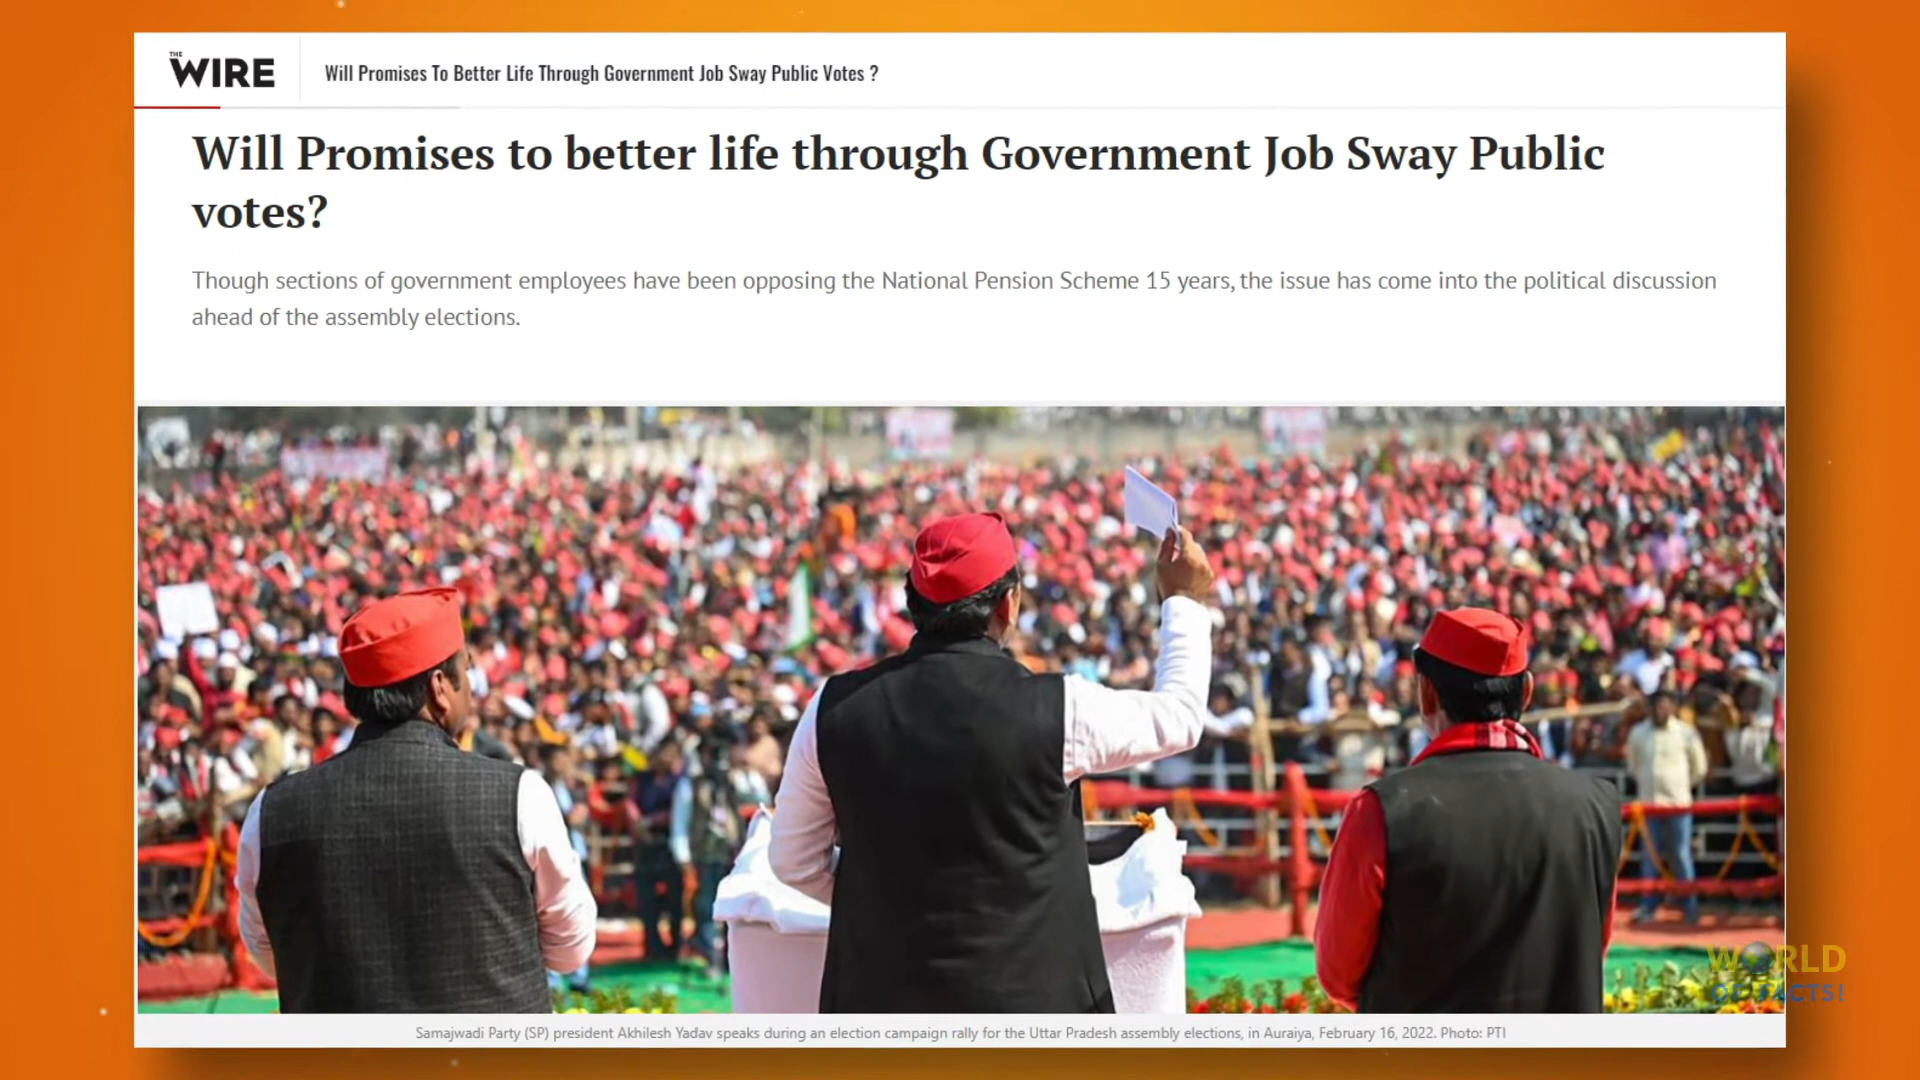 THE
WIRE
Will Promises To Better Life Through Government Job Sway Public Votes ?
Will Promises to better life through Government Job Sway Public
votes?
Though sections of government employees have been opposing the National Pension Scheme 15 years, the issue has come into the political discussion
ahead of the assembly elections.
WORLD
OF FACTS!
Samajwadi Party (SP) president Akhilesh Yadav speaks during an election campaign rally for the Uttar Pradesh assembly elections, in Auraiya, February 16, 2022. Photo: PTI